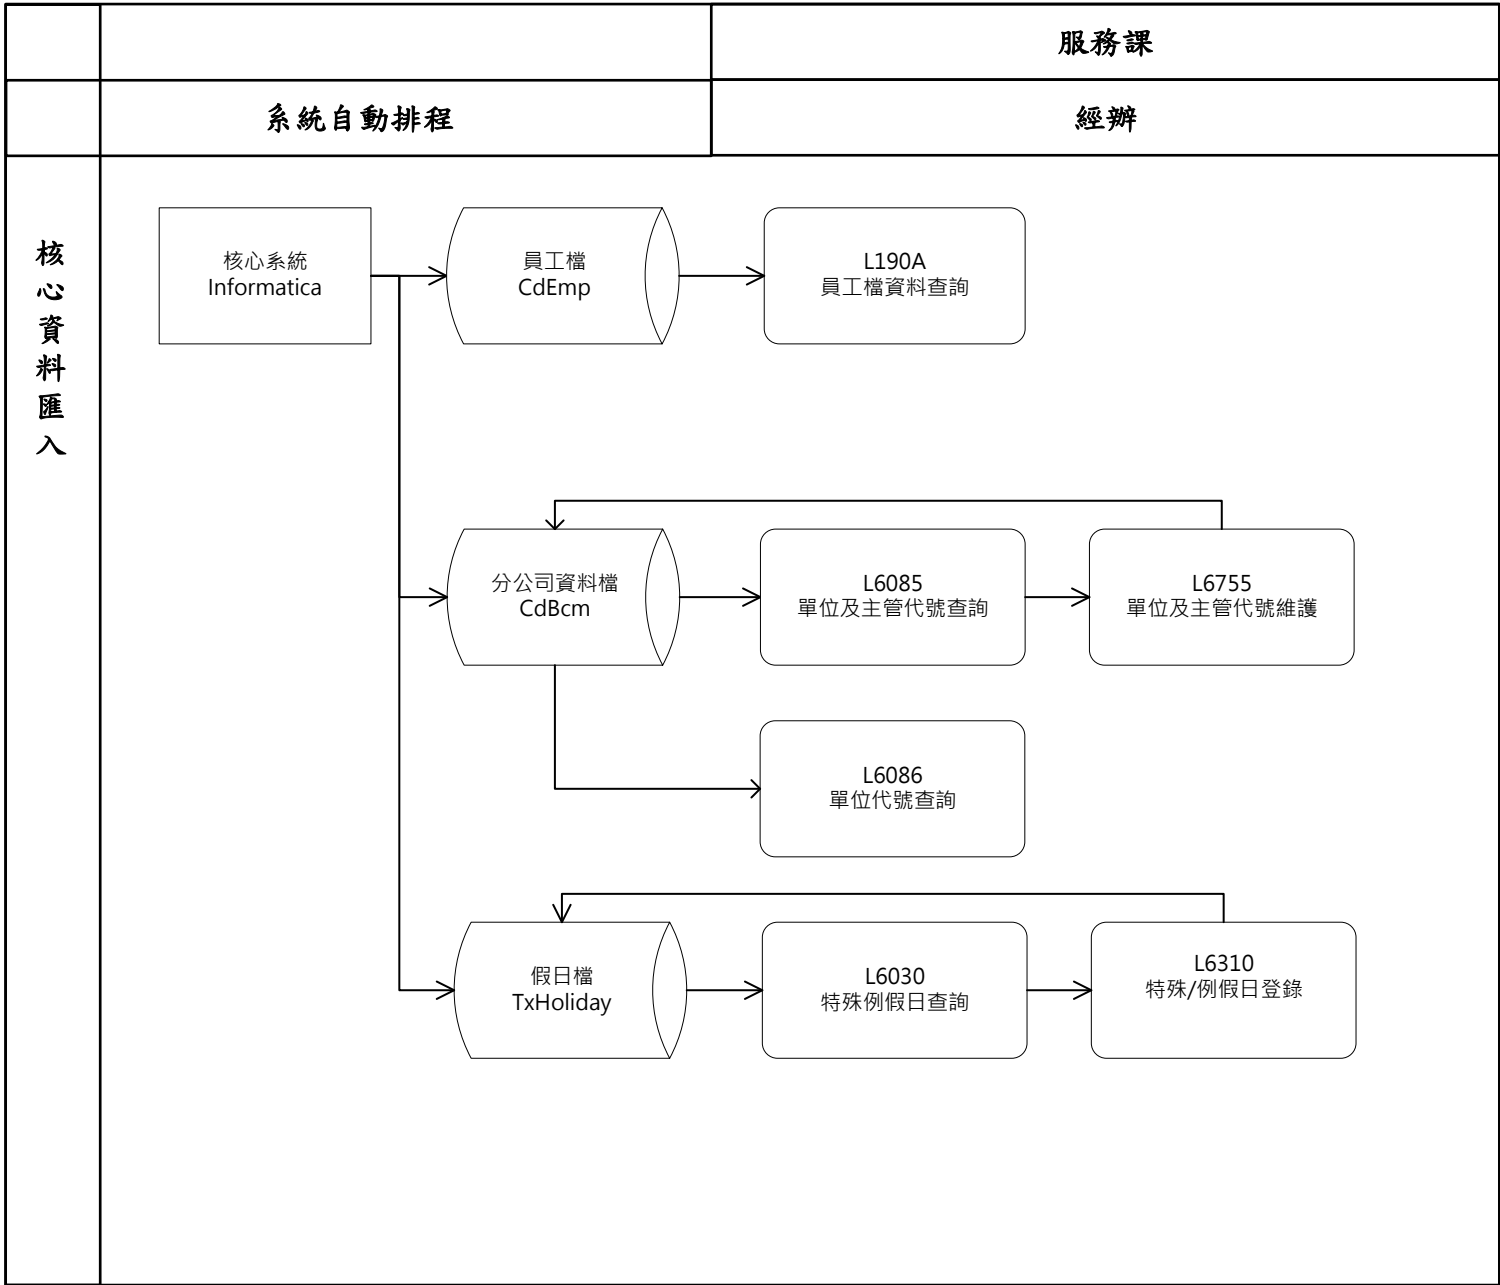 服務課
系統自動排程
經辦
核心資料匯入
核心系統
Informatica
員工檔
CdEmp
L190A
員工檔資料查詢
分公司資料檔
CdBcm
L6085
單位及主管代號查詢
L6755
單位及主管代號維護
L6086
單位代號查詢
假日檔
TxHoliday
L6030
特殊例假日查詢
L6310
特殊/例假日登錄